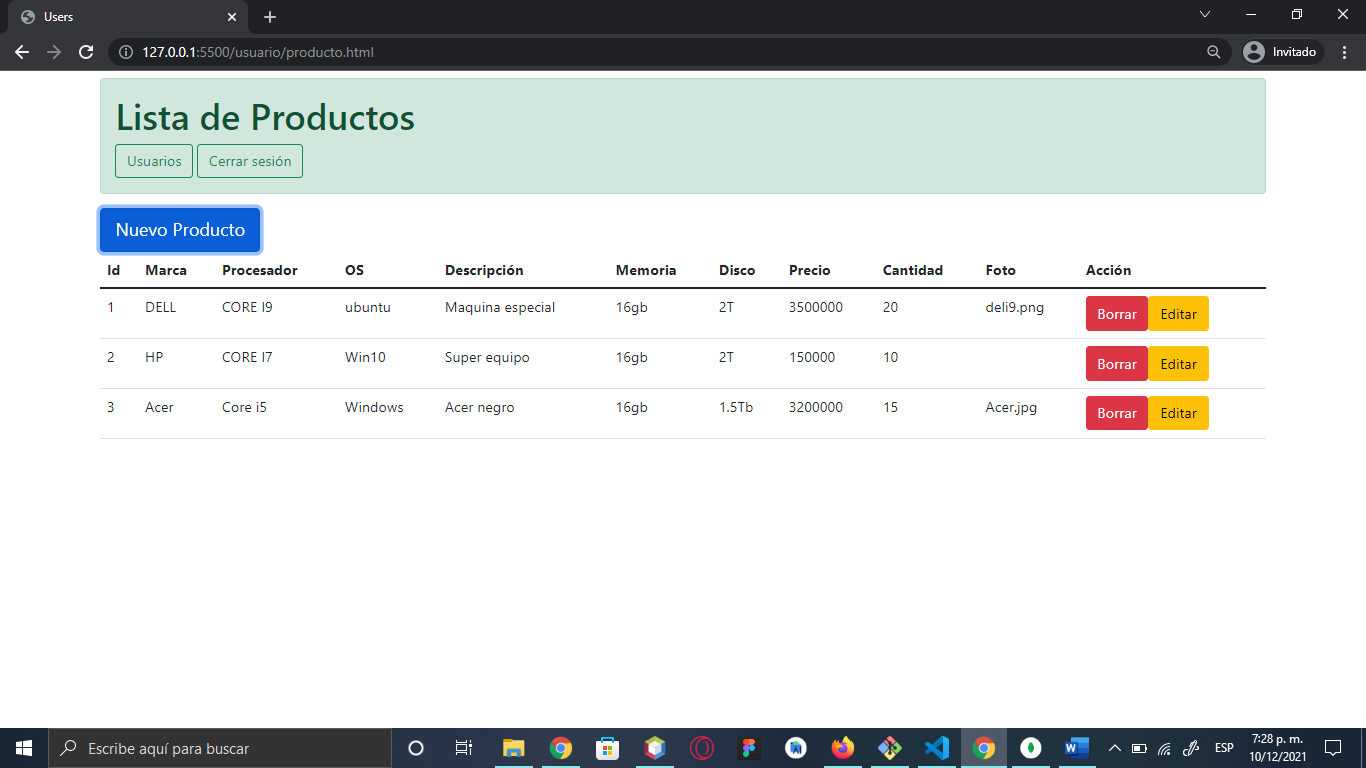 Users
127.0.0.1:5500/usuario/producto.html
Invitado
Lista de Productos
Usuarios Cerrar sesión
Nuevo Producto
Id Marca Procesador OS Descripción Memoria Disco Precio Cantidad Foto Acción
1 DELL CORE I9 ubuntu Maquina especial 16gb 2T 3500000 20 deli9.png Borrar Editar
2 HP CORE I7 Win10 Super equipo 16gb 2T 150000 10 Borrar Editar
3 Acer Core i5 Windows Acer negro 16gb 1.5Tb 3200000 15 Acer.jpg Borrar Editar
Escribe aquí para buscar
ESP
7:28 p. m.
10/12/2021